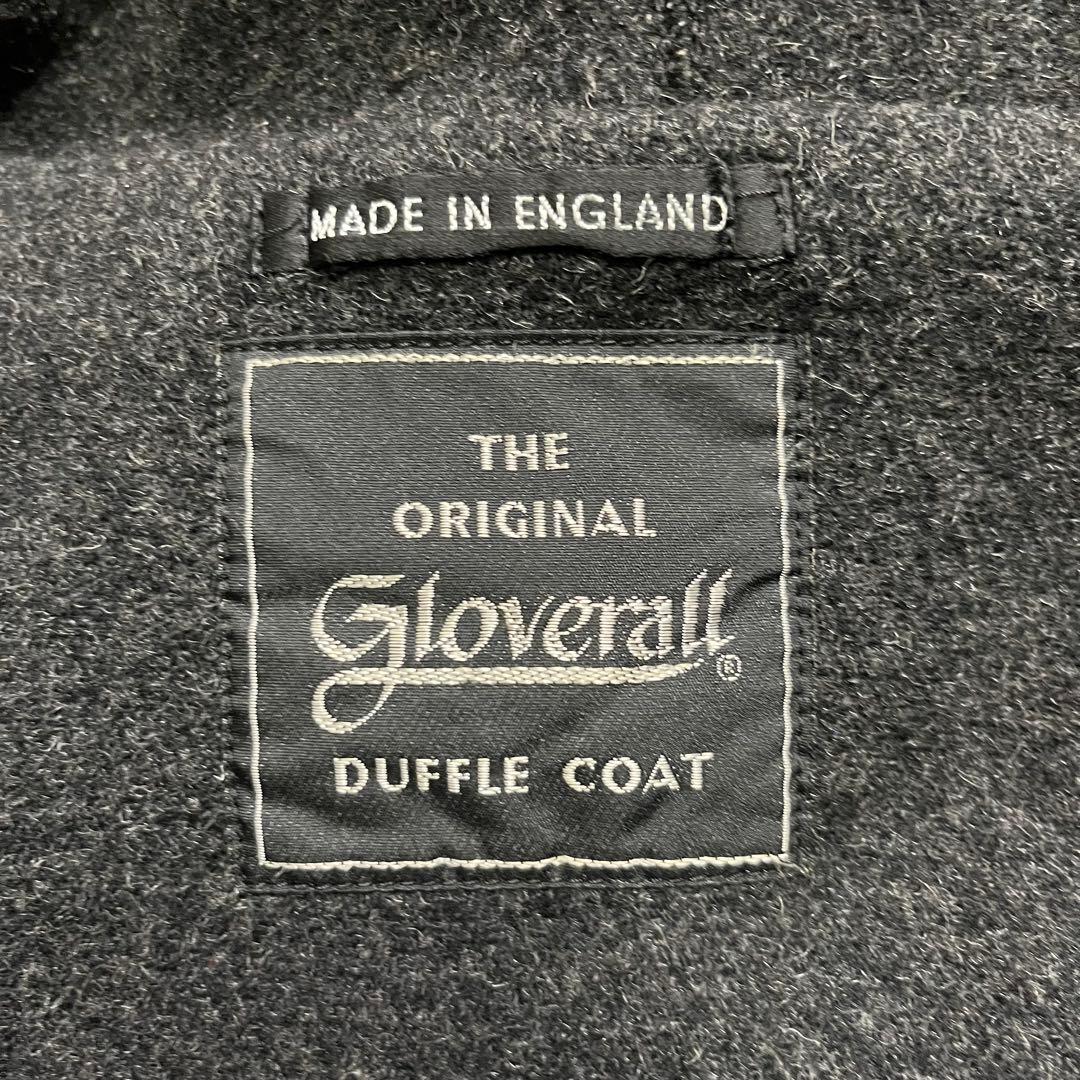 MADE IN ENGLAND
THE
ORIGINAL
Gloverall®
DUFFLE COAT